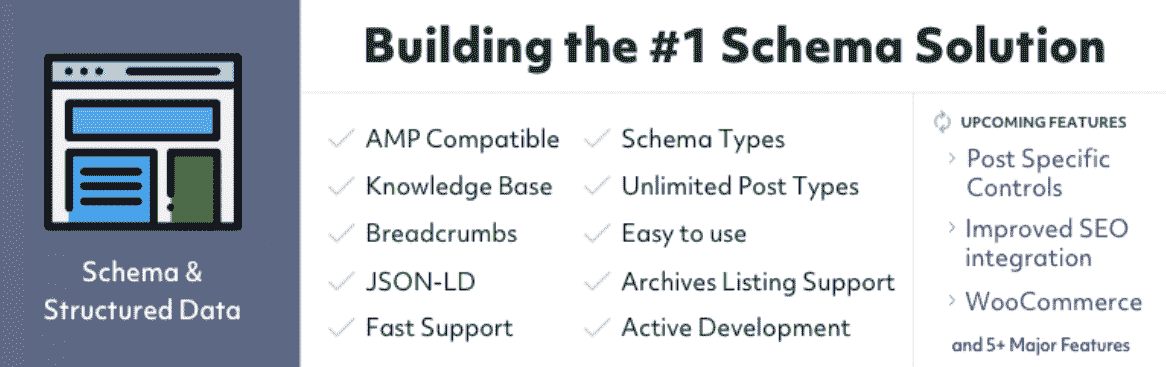 Building the #1 Schema Solution
Schema &
Structured Data
AMP Compatible
Knowledge Base
Breadcrumbs
JSON-LD
Fast Support
Schema Types
Unlimited Post Types
Easy to use
Archives Listing Support
Active Development
UPCOMING FEATURES
Post Specific
Controls
Improved SEO
integration
WooCommerce
and 5+ Major Features